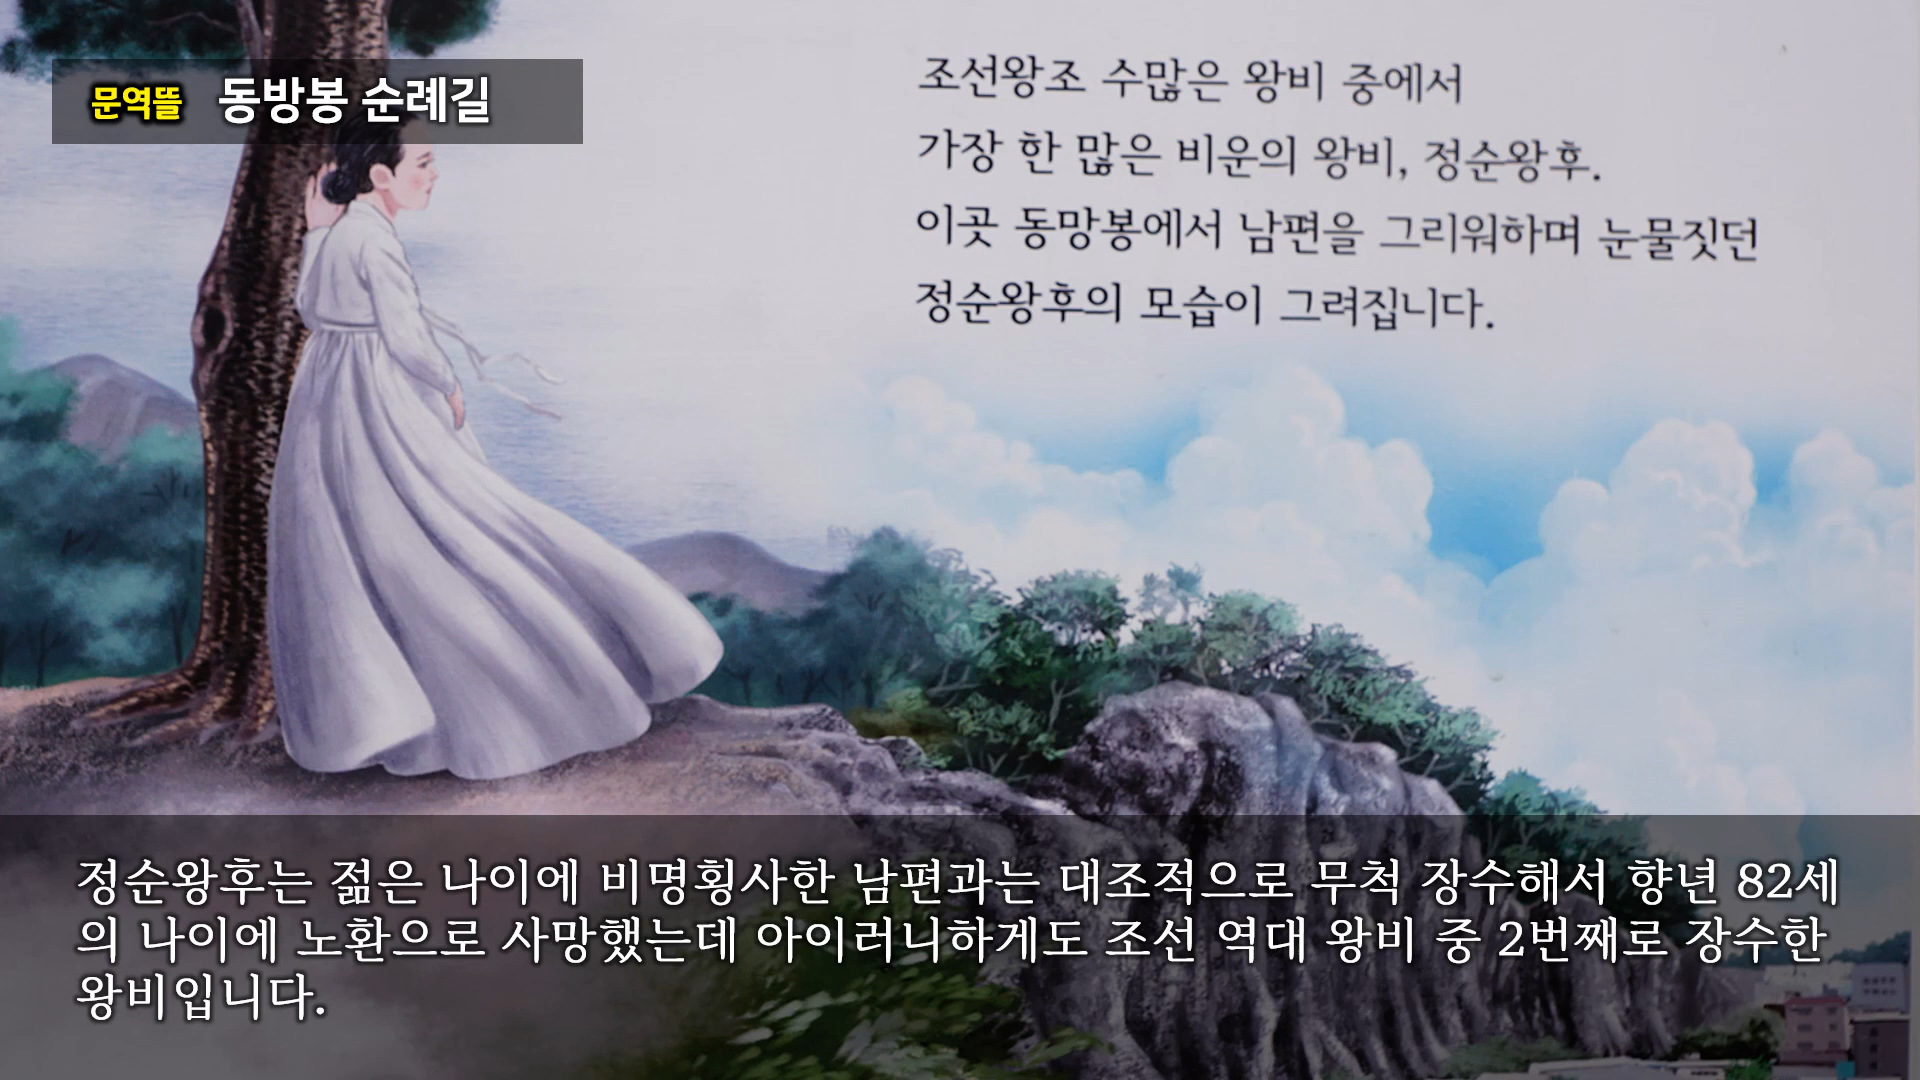 문역뜰 동방봉 순례길
조선왕조 수많은 왕비 중에서
가장 한 많은 비운의 왕비, 정순왕후.
이곳 동망봉에서 남편을 그리워하며 눈물짓던
정순왕후의 모습이 그려집니다.
정순왕후는 젊은 나이에 비명횡사한 남편과는 대조적으로 무척 장수해서 향년 82세
의 나이에 노환으로 사망했는데 아이러니하게도 조선 역대 왕비 중 2번째로 장수한
왕비입니다.